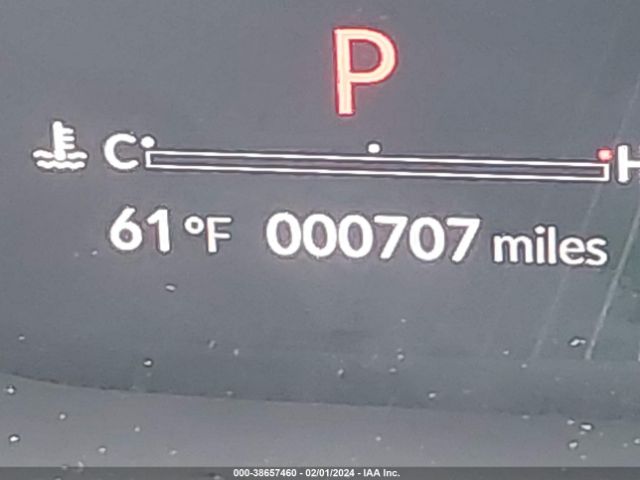 P
C H
61 °F 000707 miles
000-38657460 - 02/01/2024 - IAA Inc.